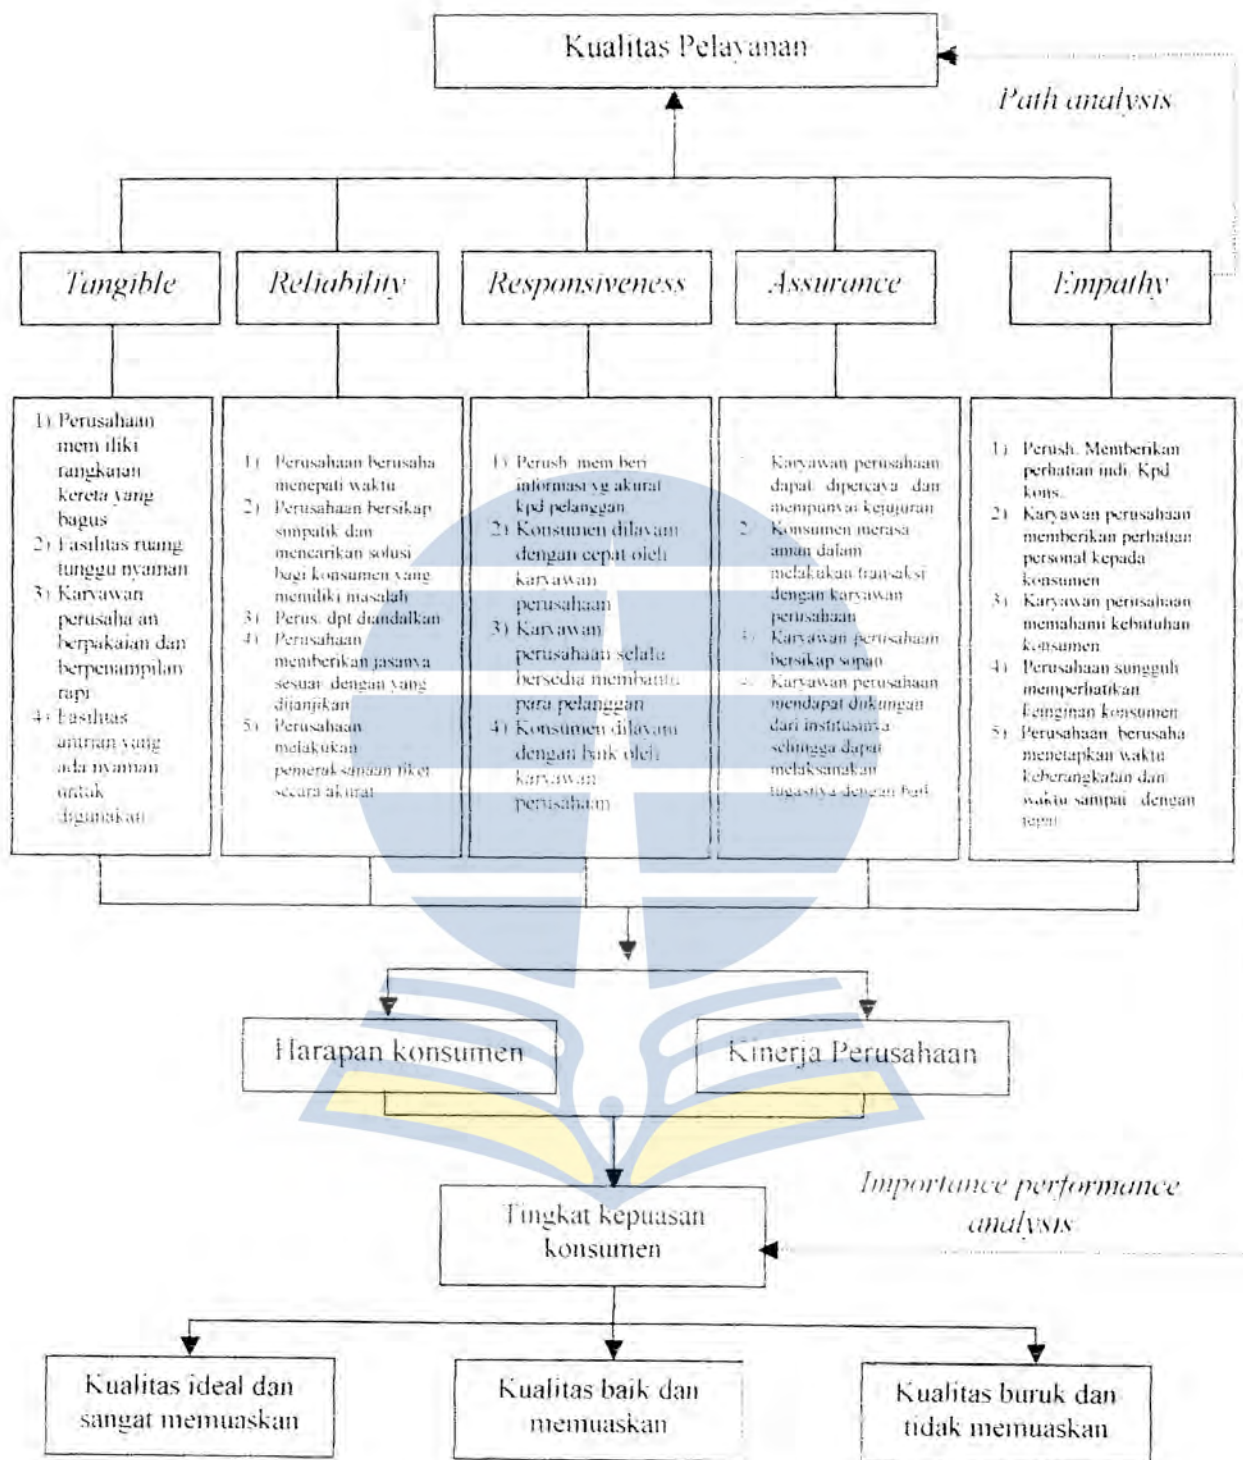 Kualitas Pelayanan
Path analysis
Tangible
Reliability
Responsiveness
Assurance
Empathy
1) Perusahaan
mem iliki
rangkaian
kereta yang
bagus
2) Fasilitas ruang
tunggu nyaman
3) Karyawan
perusaha an
berpakaian dan
berpenampilan
rapi
4) Fasilitas
antrian yang
ada nyaman
untuk
digunakan
1) Perusahaan berusaha
menepati waktu
2) Perusahaan bersikap
simpatik dan
mencarikan solusi
bagi konsumen yang
memiliki masalah
3) Perus. dpt diandalkan
4) Perusahaan
memberikan jasanya
sesuai dengan yang
dijanjikan
5) Perusahaan
melakukan
pemeraksanaan tiket
secara akurat
1) Perush mem beri
informasi yg akurat
kpd pelanggan
2) Konsumen dilayani
dengan cepat oleh
karyawan
perusahaan
3) Karyawan
perusahaan selalu
bersedia membantu
para pelanggan
4) Konsumen dilayani
dengan baik oleh
karyawan
perusahaan
Karyawan perusahaan
dapat dipercaya dan
mempunyai kejujuran
2 Konsumen merasa
aman dalam
melakukan transaksi
dengan karyawan
perusahaan
3) Karyawan perusahaan
bersikap sopan
Karyawan perusahaan
mendapat dukungan
dari institusinya
sehingga dapat
melaksanakan
tugasnya dengan baik
1) Perush. Memberikan
perhatian indi. Kpd
kons.
2) Karyawan perusahaan
memberikan perhatian
personal kepada
konsumen
3) Karyawan perusahaan
memahami kebutuhan
konsumen
4) Perusahaan sungguh
memperhatikan
keinginan konsumen
5) Perusahaan berusaha
menetapkan waktu
keberangkatan dan
waktu sampai dengan
tepat
Harapan konsumen
Kinerja Perusahaan
Importance performance
analysis
Tingkat kepuasan
konsumen
Kualitas ideal dan
sangat memuaskan
Kualitas baik dan
memuaskan
Kualitas buruk dan
tidak memuaskan